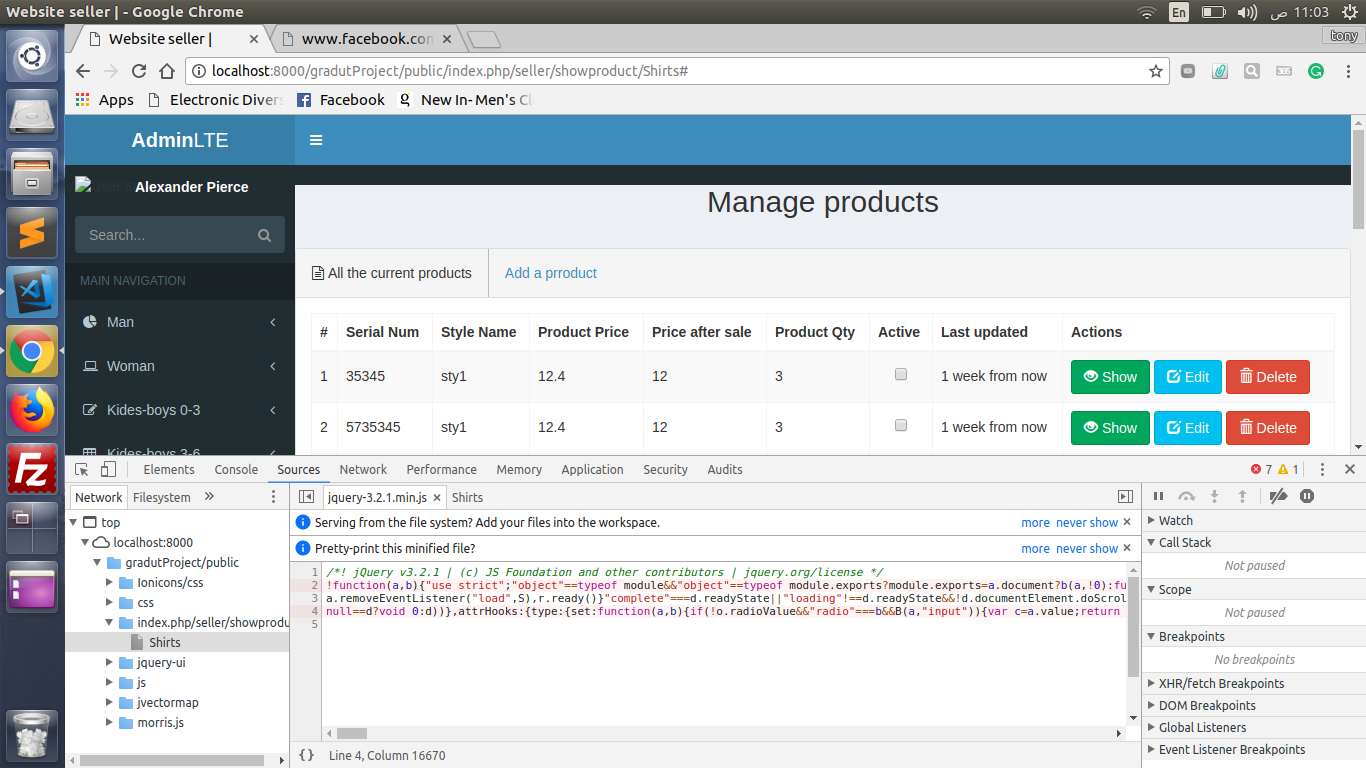 Website seller | - Google Chrome
En
11:03 ص
Website seller |
www.facebook.con
tony
localhost:8000/gradutProject/public/index.php/seller/showproduct/Shirts#
Apps
Electronic Divers
Facebook
New In-Men's Cl
AdminLTE
Alexander Pierce
Search...
MAIN NAVIGATION
Man
Woman
Kides-boys 0-3
Kides-boys 3-6
Manage products
All the current products
Add a prroduct
# Serial Num Style Name Product Price Price after sale Product Qty Active Last updated Actions
1 35345 sty1 12.4 12 3 1 week from now Show Edit Delete
2 5735345 sty1 12.4 12 3 1 week from now Show Edit Delete
Elements Console Sources Network Performance Memory Application Security Audits 7 1
Network Filesystem »
top
localhost:8000
gradutProject/public
Ionicons/css
css
index.php/seller/showprodu
Shirts
jquery-ui
js
jvectormap
morris.js
jquery-3.2.1.min.js × Shirts
Serving from the file system? Add your files into the workspace. more never show
Pretty-print this minified file? more never show
1 /*! jQuery v3.2.1 | (c) JS Foundation and other contributors | jquery.org/license */
2 !function(a,b){"use strict";"object"==typeof module&&"object"==typeof module.exports?module.exports=a.document?b(a,!0):fu
3 a.removeEventListener("load",S),r.ready()}"complete"===d.readyState||"loading"!==d.readyState&&!d.documentElement.doScrol
4 null==d?void 0:d))},attrHooks:{type:{set:function(a,b){if(!o.radioValue&&"radio"===b&&B(a,"input")){var c=a.value;return
5
{} Line 4, Column 16670
Watch
Call Stack
Not paused
Scope
Not paused
Breakpoints
No breakpoints
XHR/fetch Breakpoints
DOM Breakpoints
Global Listeners
Event Listener Breakpoints